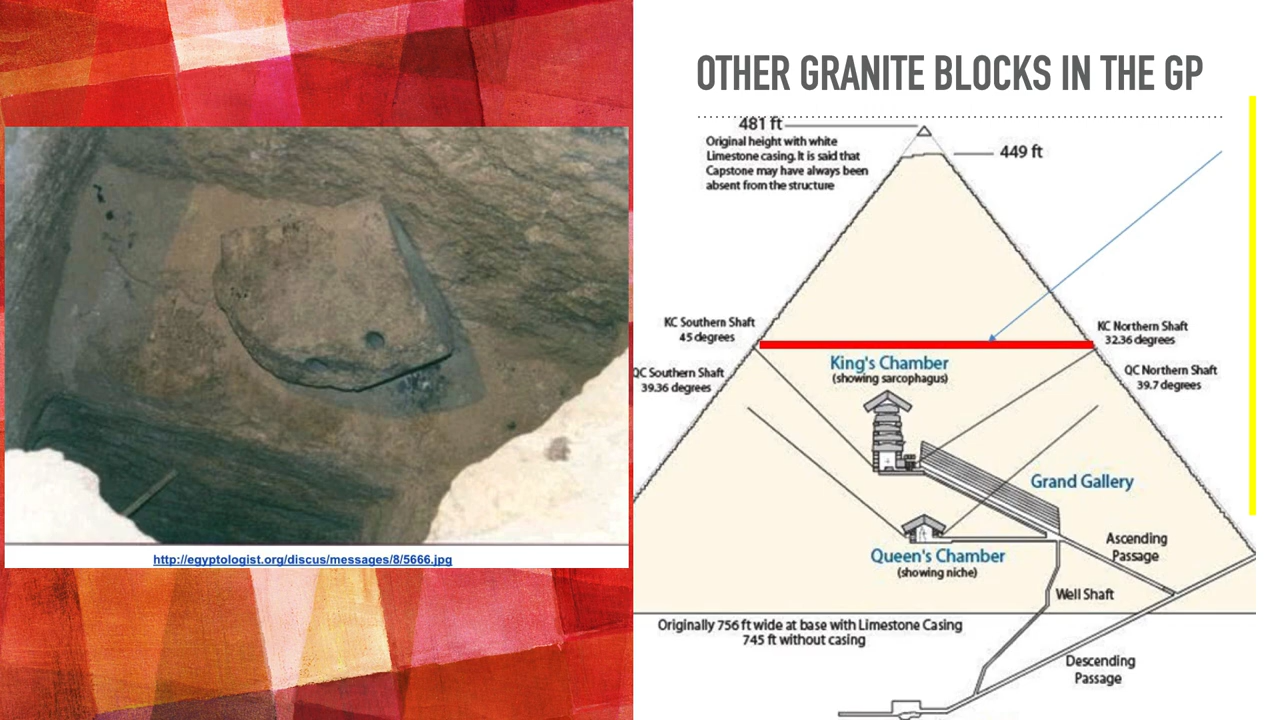 OTHER GRANITE BLOCKS IN THE GP
481 ft
Original height with white
Limestone casing. It is said that
Capstone may have always been
absent from the structure
449 ft
KC Southern Shaft
45 degrees
KC Northern Shaft
32.36 degrees
King's Chamber
(showing sarcophagus)
QC Southern Shaft
39.36 degrees
QC Northern Shaft
39.7 degrees
Grand Gallery
Queen's Chamber
(showing niche)
Ascending
Passage
Well Shaft
Originally 756 ft wide at base with Limestone Casing
745 ft without casing
Descending
Passage
http://egyptologist.org/discus/messages/8/5666.jpg